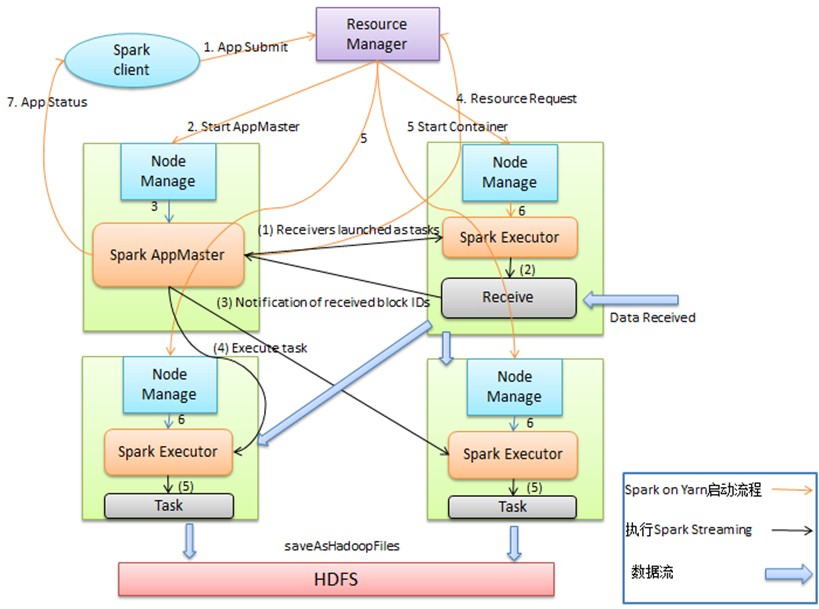 Resource
Manager
Spark
client
1. App Submit
7. App Status
4. Resource Request
2. Start AppMaster
5
5 Start Container
Node
Manage
3
Spark AppMaster
Node
Manage
6
Spark Executor
(2)
Receive
(1) Receivers launched as tasks
(3) Notification of received block IDs
Data Received
(4) Execute task
Node
Manage
6
Spark Executor
(5)
Task
Node
Manage
6
Spark Executor
(5)
Task
saveAsHadoopFiles
HDFS
Spark on Yarn启动流程
执行Spark Streaming
数据流